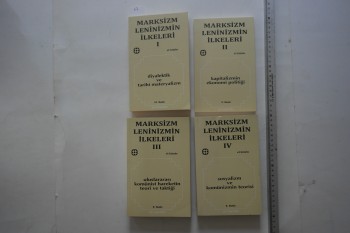 MARKSİZM
LENİNİZMİN
İLKELERİ
I
diyalektik
ve
tarihi materyalizm
MARKSİZM
LENİNİZMİN
İLKELERİ
II
kapitalizmin
ekonomi politiği
MARKSİZM
LENİNİZMİN
İLKELERİ
III
uluslararası
komünist hareketin
teori ve taktiği
MARKSİZM
LENİNİZMİN
İLKELERİ
IV
sosyalizm
ve
komünizmin teorisi